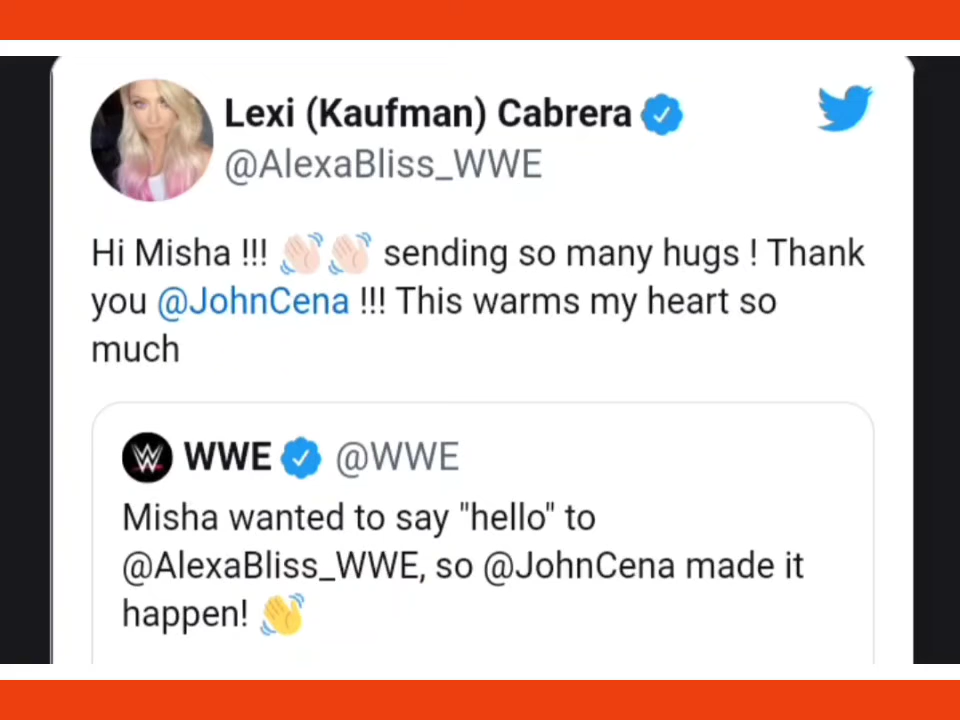 Lexi (Kaufman) Cabrera
@AlexaBliss_WWE
Hi Misha !!! 👋🏻👋🏻 sending so many hugs ! Thank
you @JohnCena !!! This warms my heart so
much
WWE @WWE
Misha wanted to say "hello" to
@AlexaBliss_WWE, so @JohnCena made it
happen! 👋